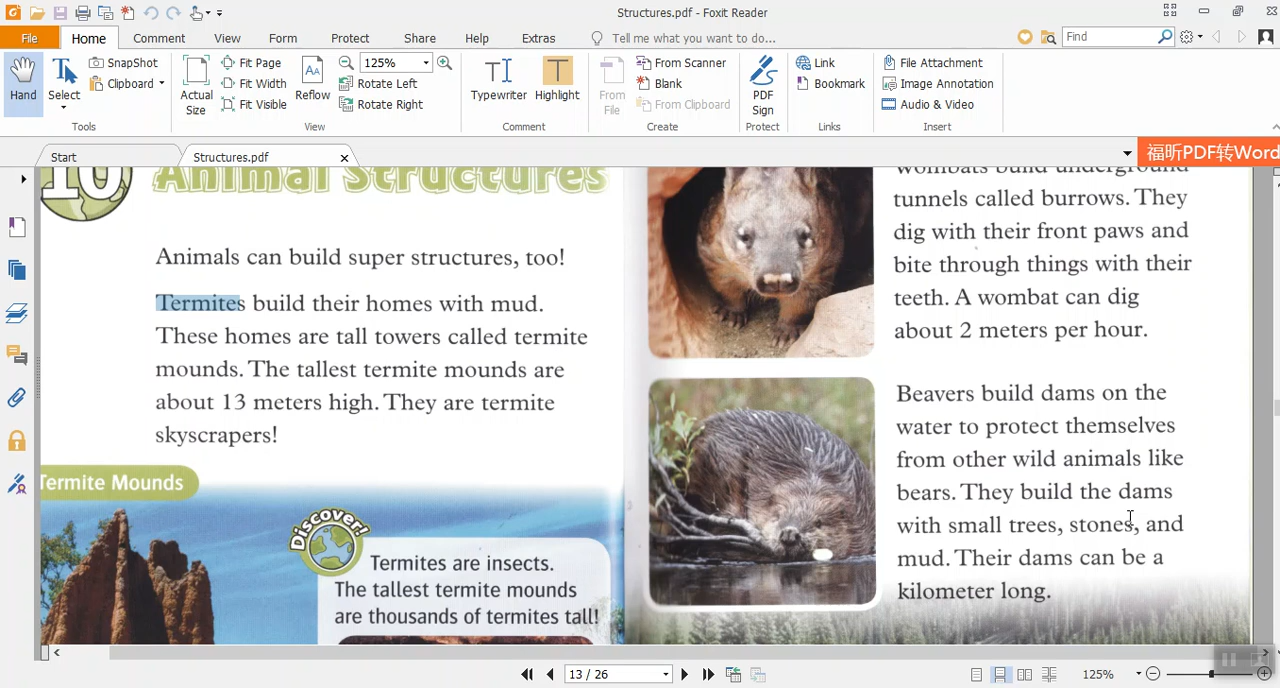 Structures.pdf - Foxit Reader
File Home Comment View Form Protect Share Help Extras Tell me what you want to do... Find
Hand
Select
SnapShot
Clipboard
Tools
Actual Size
Fit Page
Fit Width
Fit Visible
Reflow
125%
Rotate Left
Rotate Right
View
Typewriter
Highlight
Comment
From File
From Scanner
Blank
From Clipboard
Create
PDF Sign
Protect
Link
Bookmark
Links
File Attachment
Image Annotation
Audio & Video
Insert
Start
Structures.pdf
福昕PDF转Word
10 Animal Structures
Animals can build super structures, too!
Termites build their homes with mud.
These homes are tall towers called termite
mounds. The tallest termite mounds are
about 13 meters high. They are termite
skyscrapers!
Termite Mounds
Discover!
Termites are insects.
The tallest termite mounds
are thousands of termites tall!
Wombats build underground
tunnels called burrows. They
dig with their front paws and
bite through things with their
teeth. A wombat can dig
about 2 meters per hour.
Beavers build dams on the
water to protect themselves
from other wild animals like
bears. They build the dams
with small trees, stones, and
mud. Their dams can be a
kilometer long.
13 / 26
125%